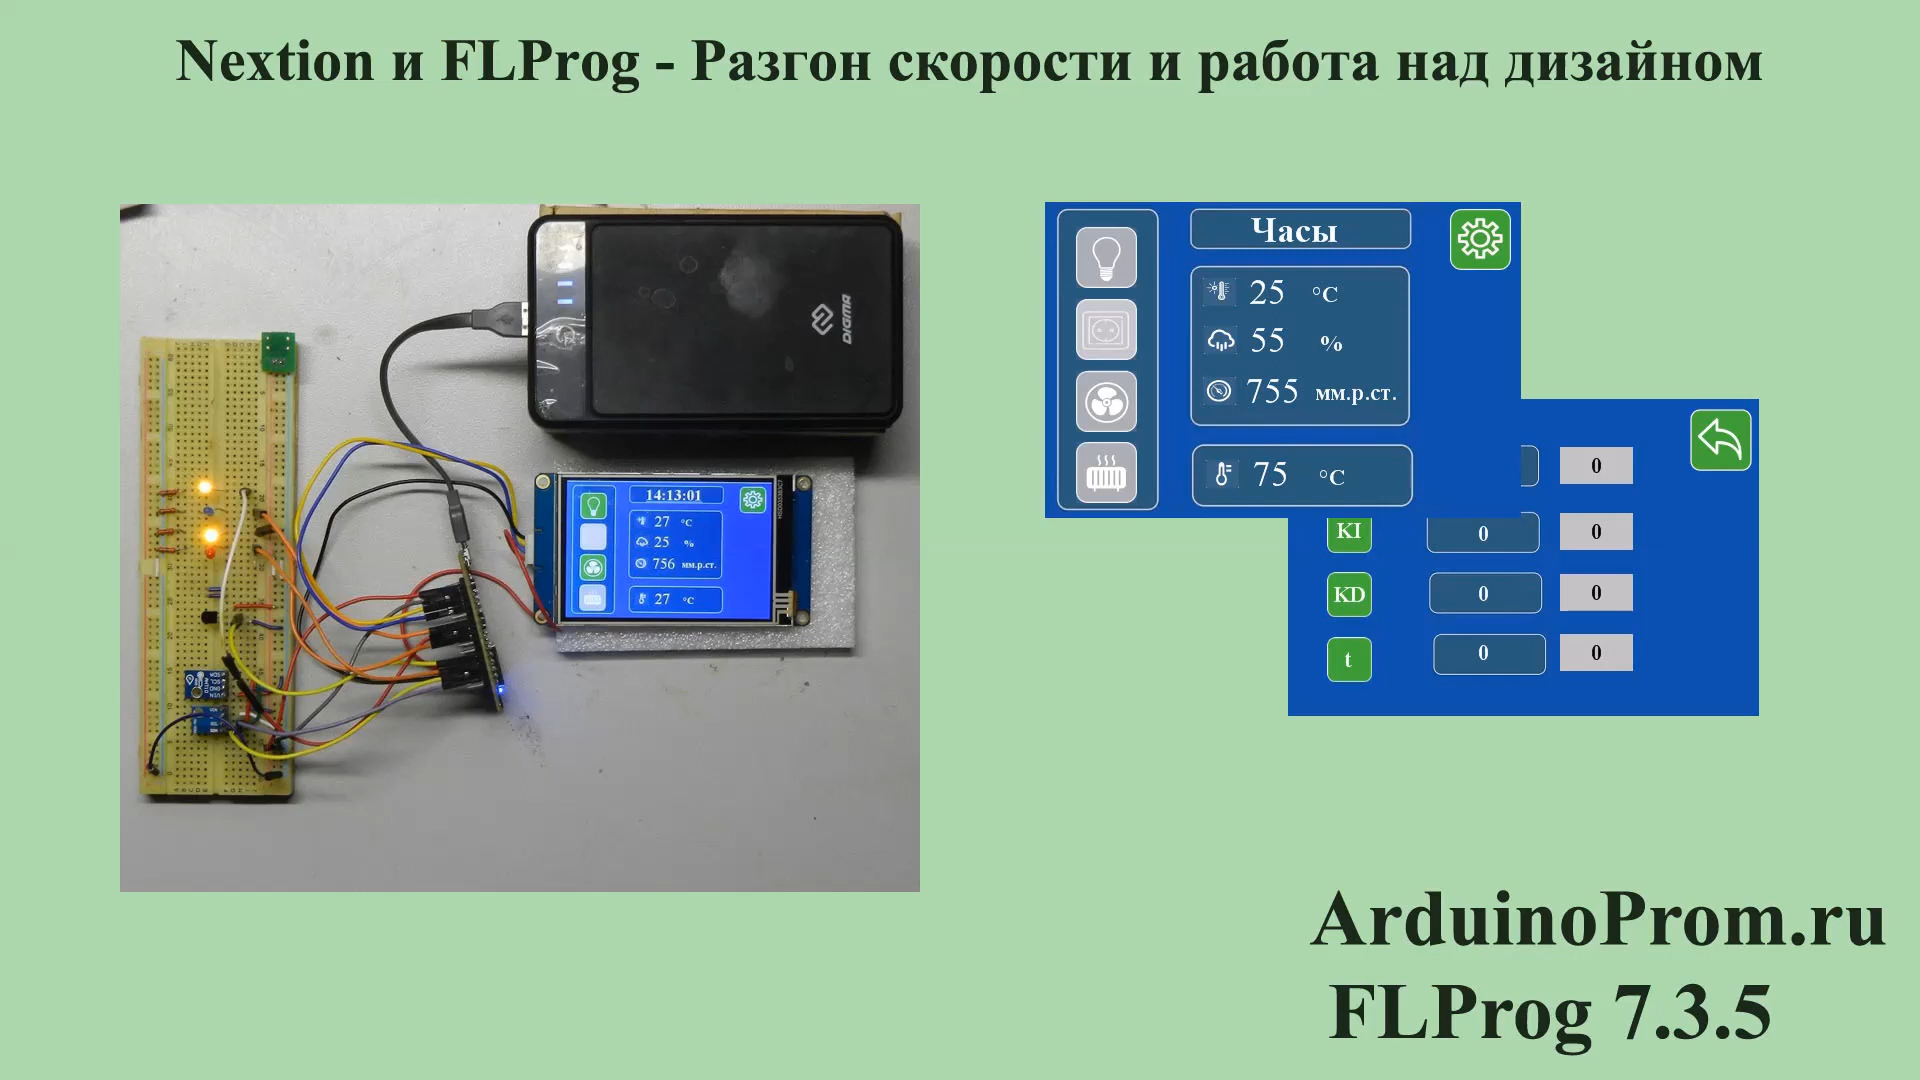 Nextion и FLProg - Разгон скорости и работа над дизайном
DIGMA
14:13:01
27 °C
25 %
756 мм.р.ст.
27 °C
Часы
25 °C
55 %
755 мм.р.ст.
75 °C
0
KI 0 0
KD 0 0
t 0 0
ArduinoProm.ru
FLProg 7.3.5